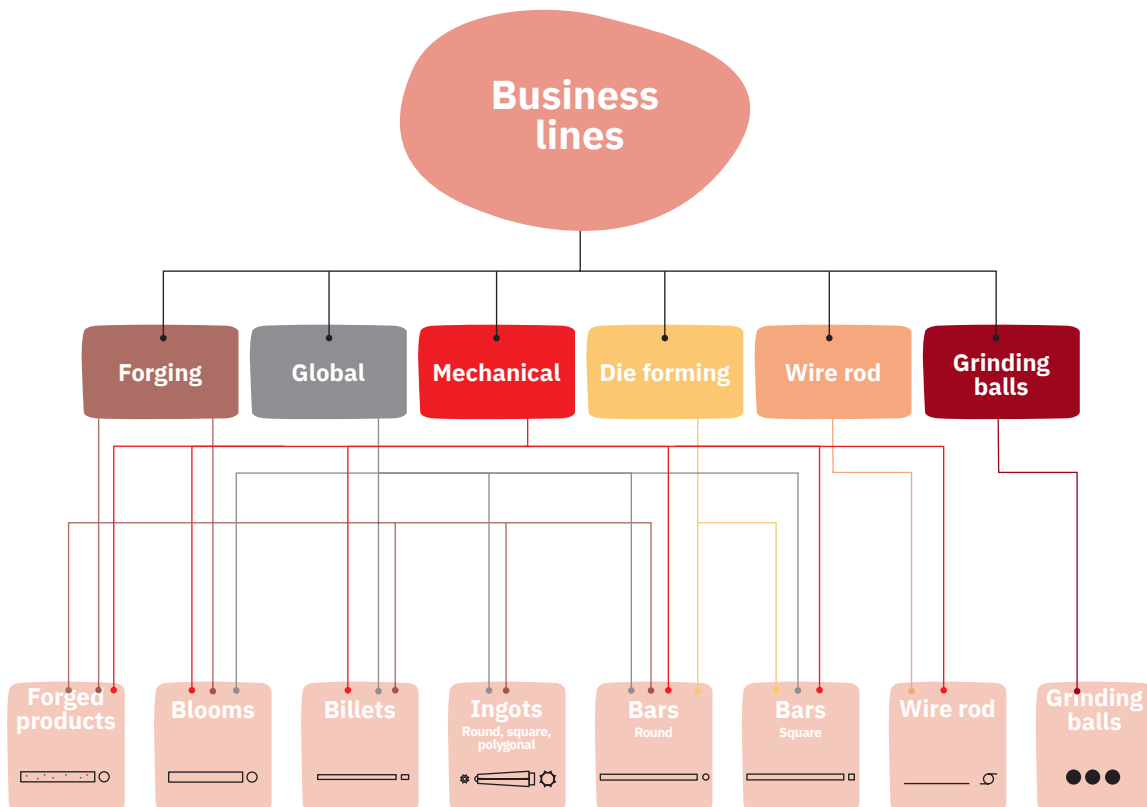 Business
lines
Forging
Global
Mechanical
Die forming
Wire rod
Grinding
balls
Forged
products
Blooms
Billets
Ingots
Round, square,
polygonal
Bars
Round
Bars
Square
Wire rod
Grinding
balls